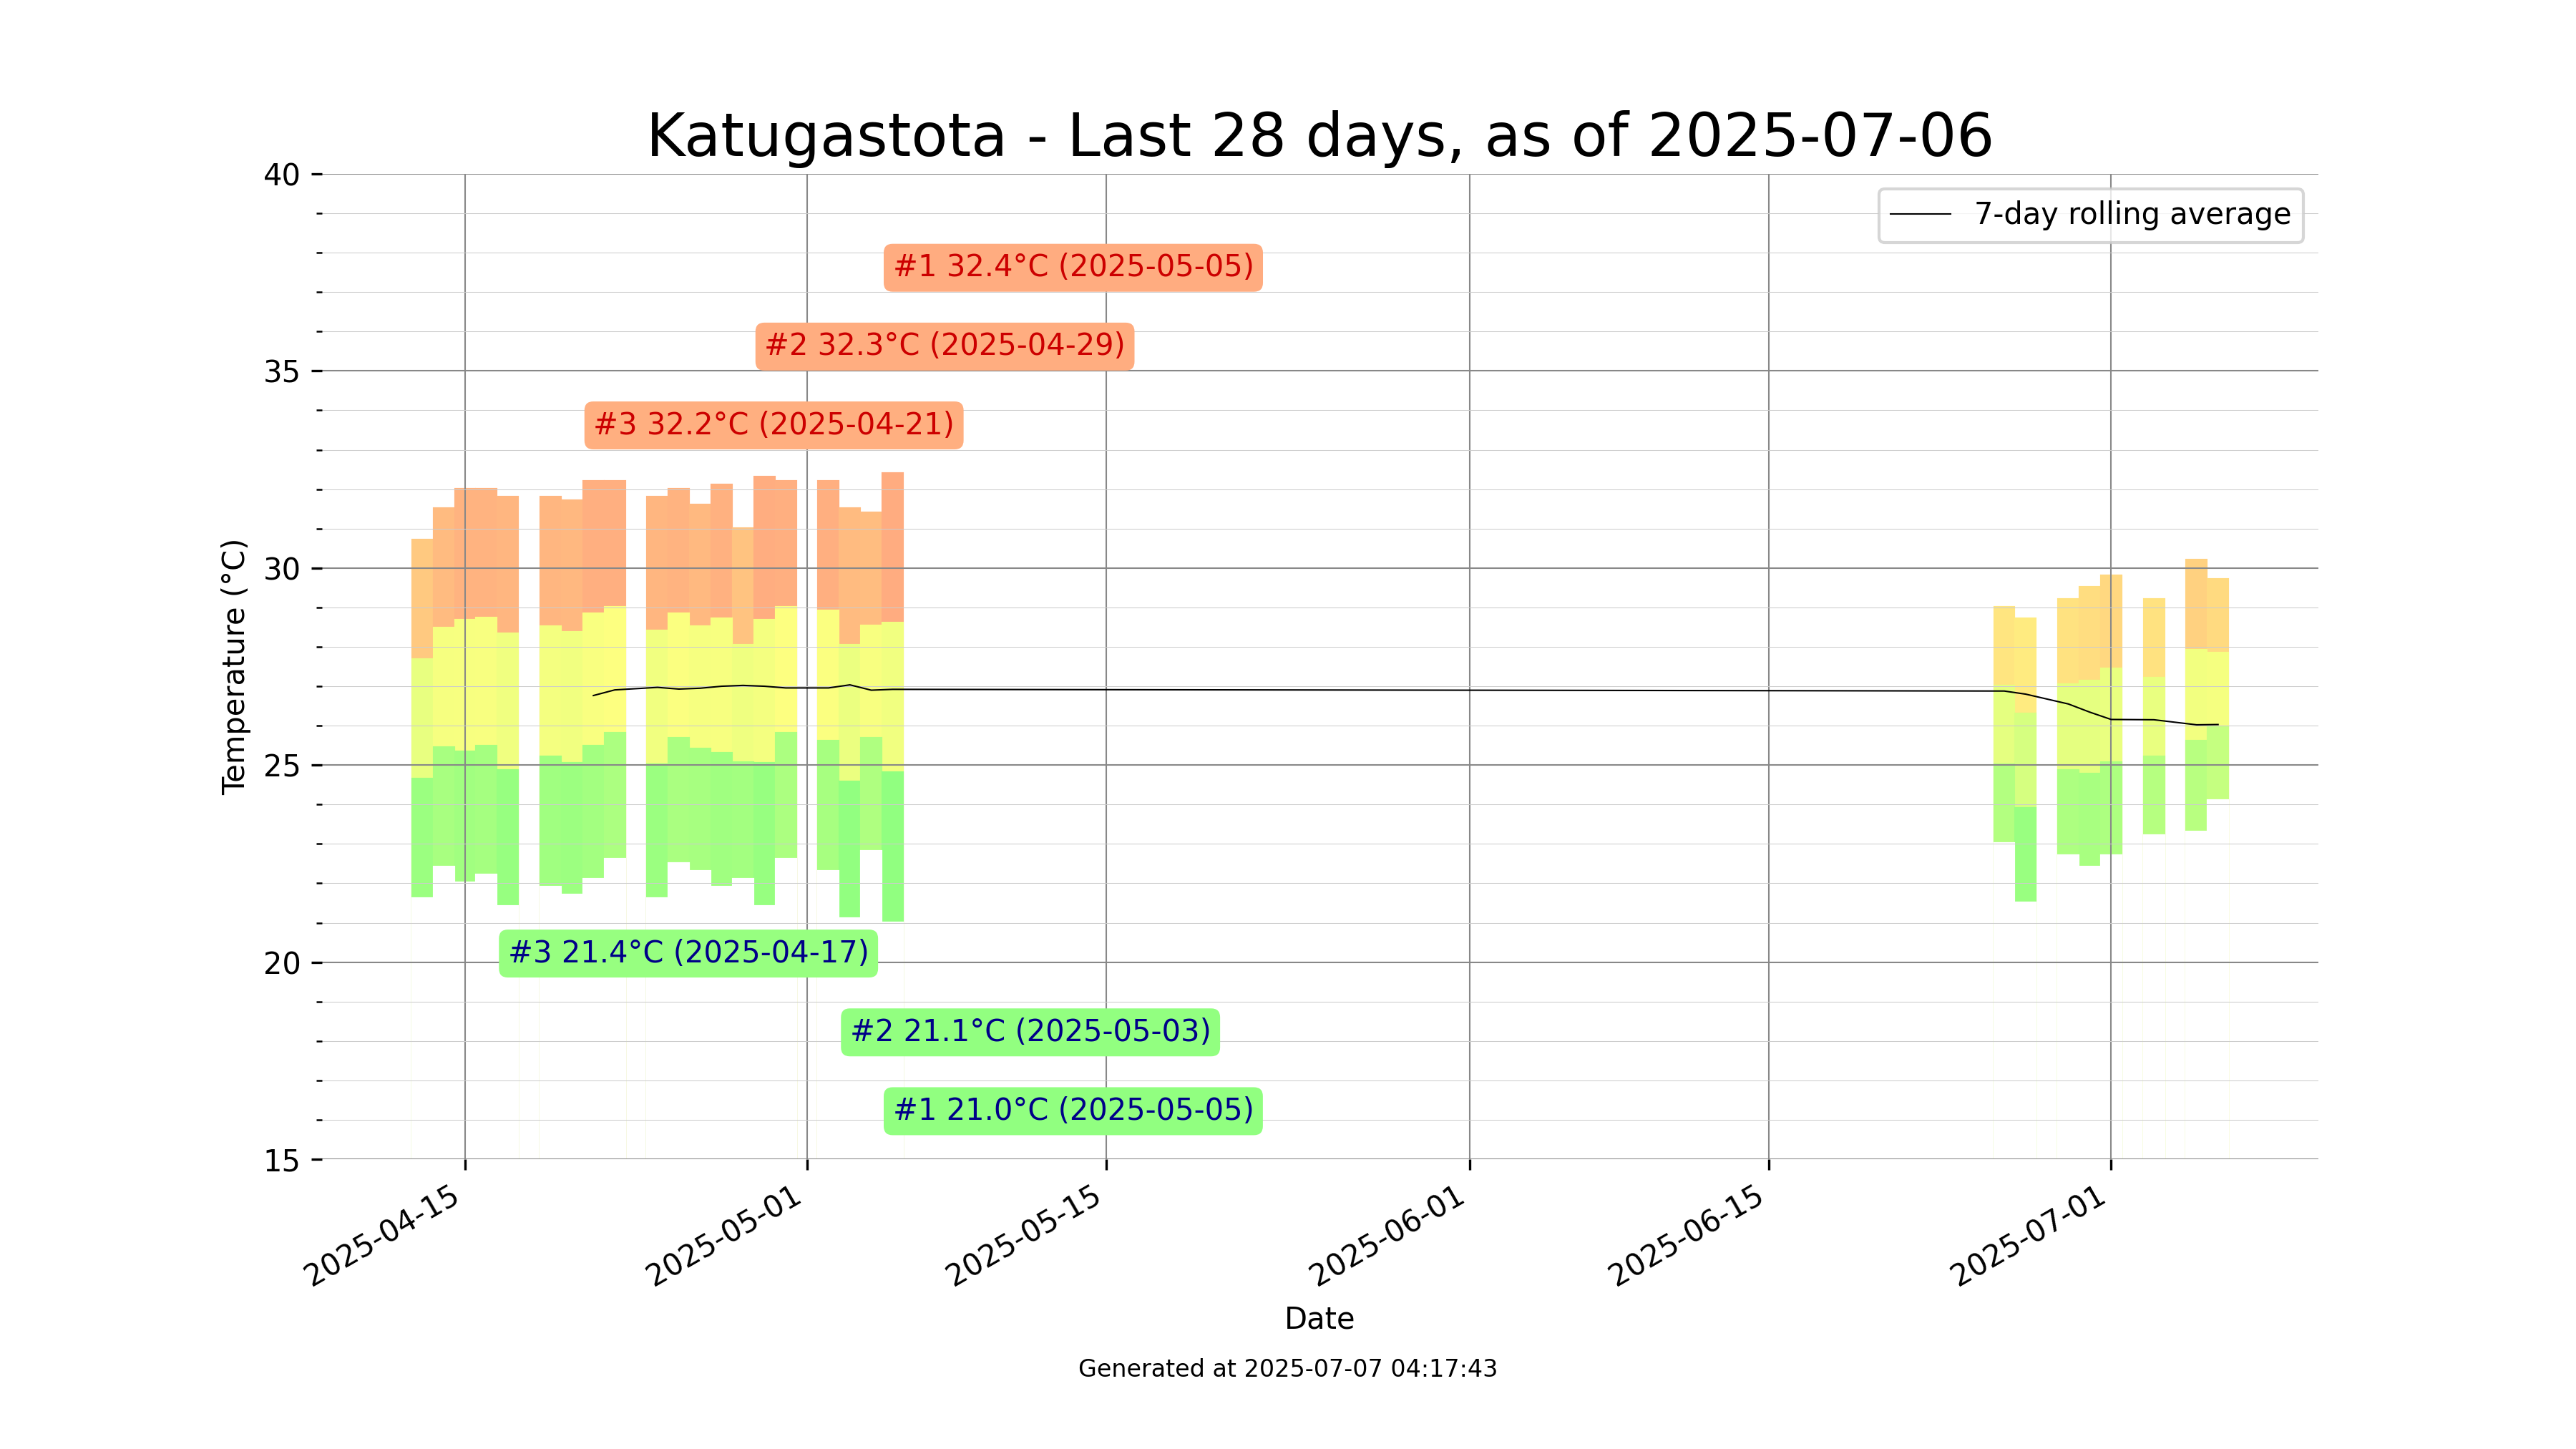 Katugastota - Last 28 days, as of 2025-07-06
7-day rolling average
40
35
30
25
20
15
Temperature (°C)
#1 32.4°C (2025-05-05)
#2 32.3°C (2025-04-29)
#3 32.2°C (2025-04-21)
#3 21.4°C (2025-04-17)
#2 21.1°C (2025-05-03)
#1 21.0°C (2025-05-05)
2025-04-15
2025-05-01
2025-05-15
2025-06-01
2025-06-15
2025-07-01
Date
Generated at 2025-07-07 04:17:43